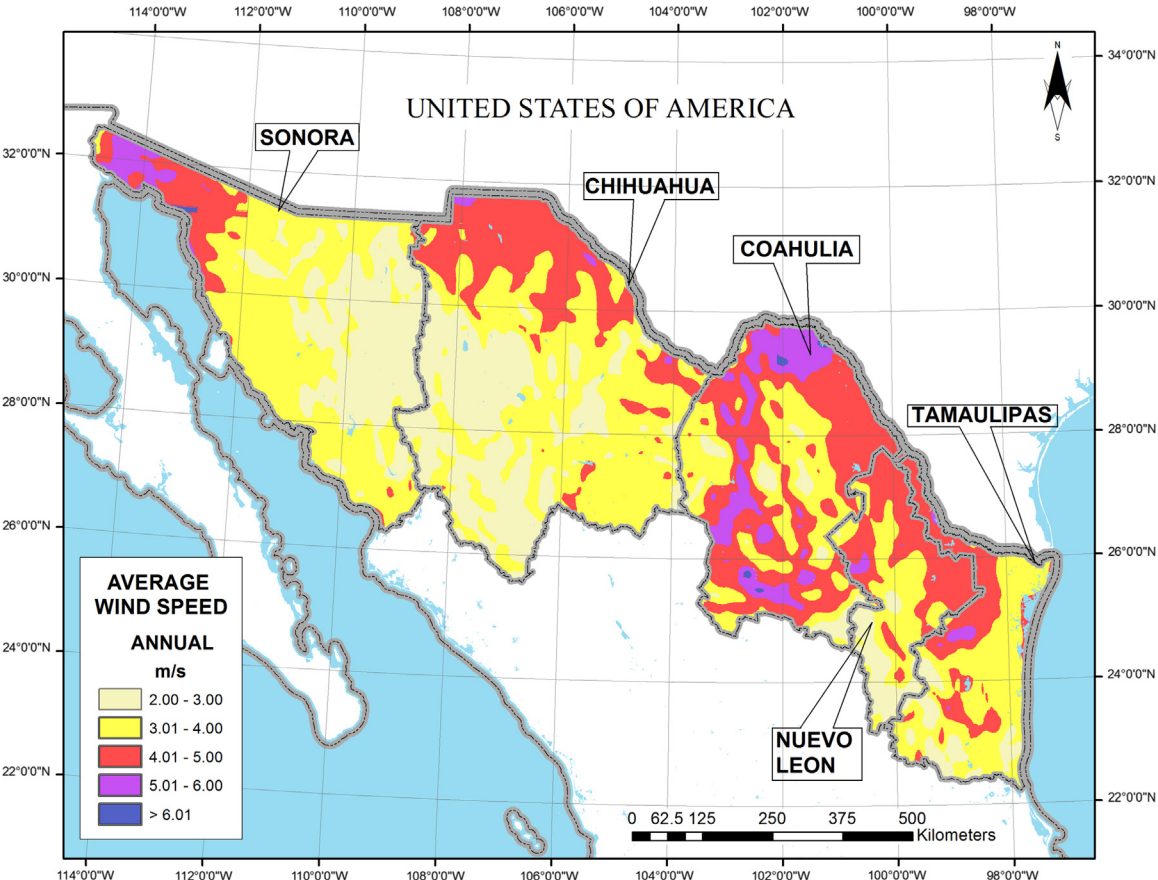 114°0'0"W 112°0'0"W 110°0'0"W 108°0'0"W 106°0'0"W 104°0'0"W 102°0'0"W 100°0'0"W 98°0'0"W
34°0'0"N
N
S
UNITED STATES OF AMERICA
SONORA
32°0'0"N
32°0'0"N
CHIHUAHUA
COAHULIA
30°0'0"N
30°0'0"N
TAMAULIPAS
28°0'0"N
28°0'0"N
26°0'0"N
26°0'0"N
24°0'0"N
24°0'0"N
22°0'0"N
22°0'0"N
NUEVO
LEON
AVERAGE
WIND SPEED
ANNUAL
m/s
2.00 - 3.00
3.01 - 4.00
4.01 - 5.00
5.01 - 6.00
> 6.01
0 62.5 125 250 375 500
Kilometers
114°0'0"W 112°0'0"W 110°0'0"W 108°0'0"W 106°0'0"W 104°0'0"W 102°0'0"W 100°0'0"W 98°0'0"W